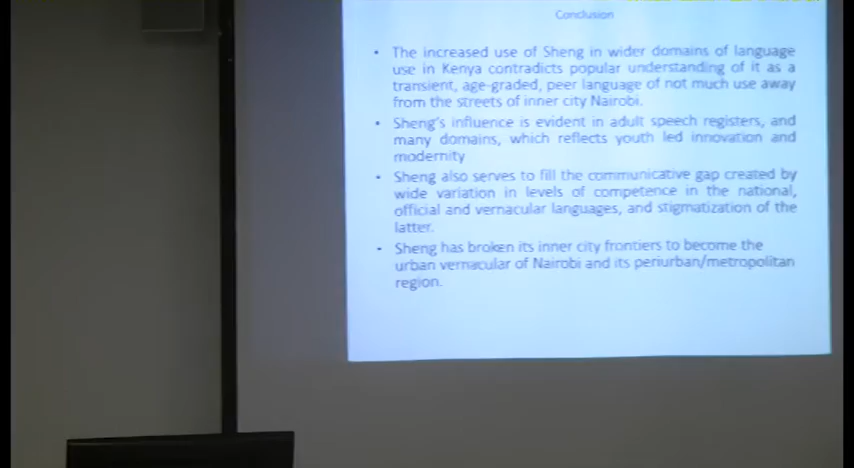 Conclusion
• The increased use of Sheng in wider domains of language
use in Kenya contradicts popular understanding of it as a
transient, age-graded, peer language of not much use away
from the streets of inner city Nairobi.
• Sheng's influence is evident in adult speech registers, and
many domains, which reflects youth led innovation and
modernity
• Sheng also serves to fill the communicative gap created by
wide variation in levels of competence in the national,
official and vernacular languages, and stigmatization of the
latter.
• Sheng has broken its inner city frontiers to become the
urban vernacular of Nairobi and its periurban/metropolitan
region.